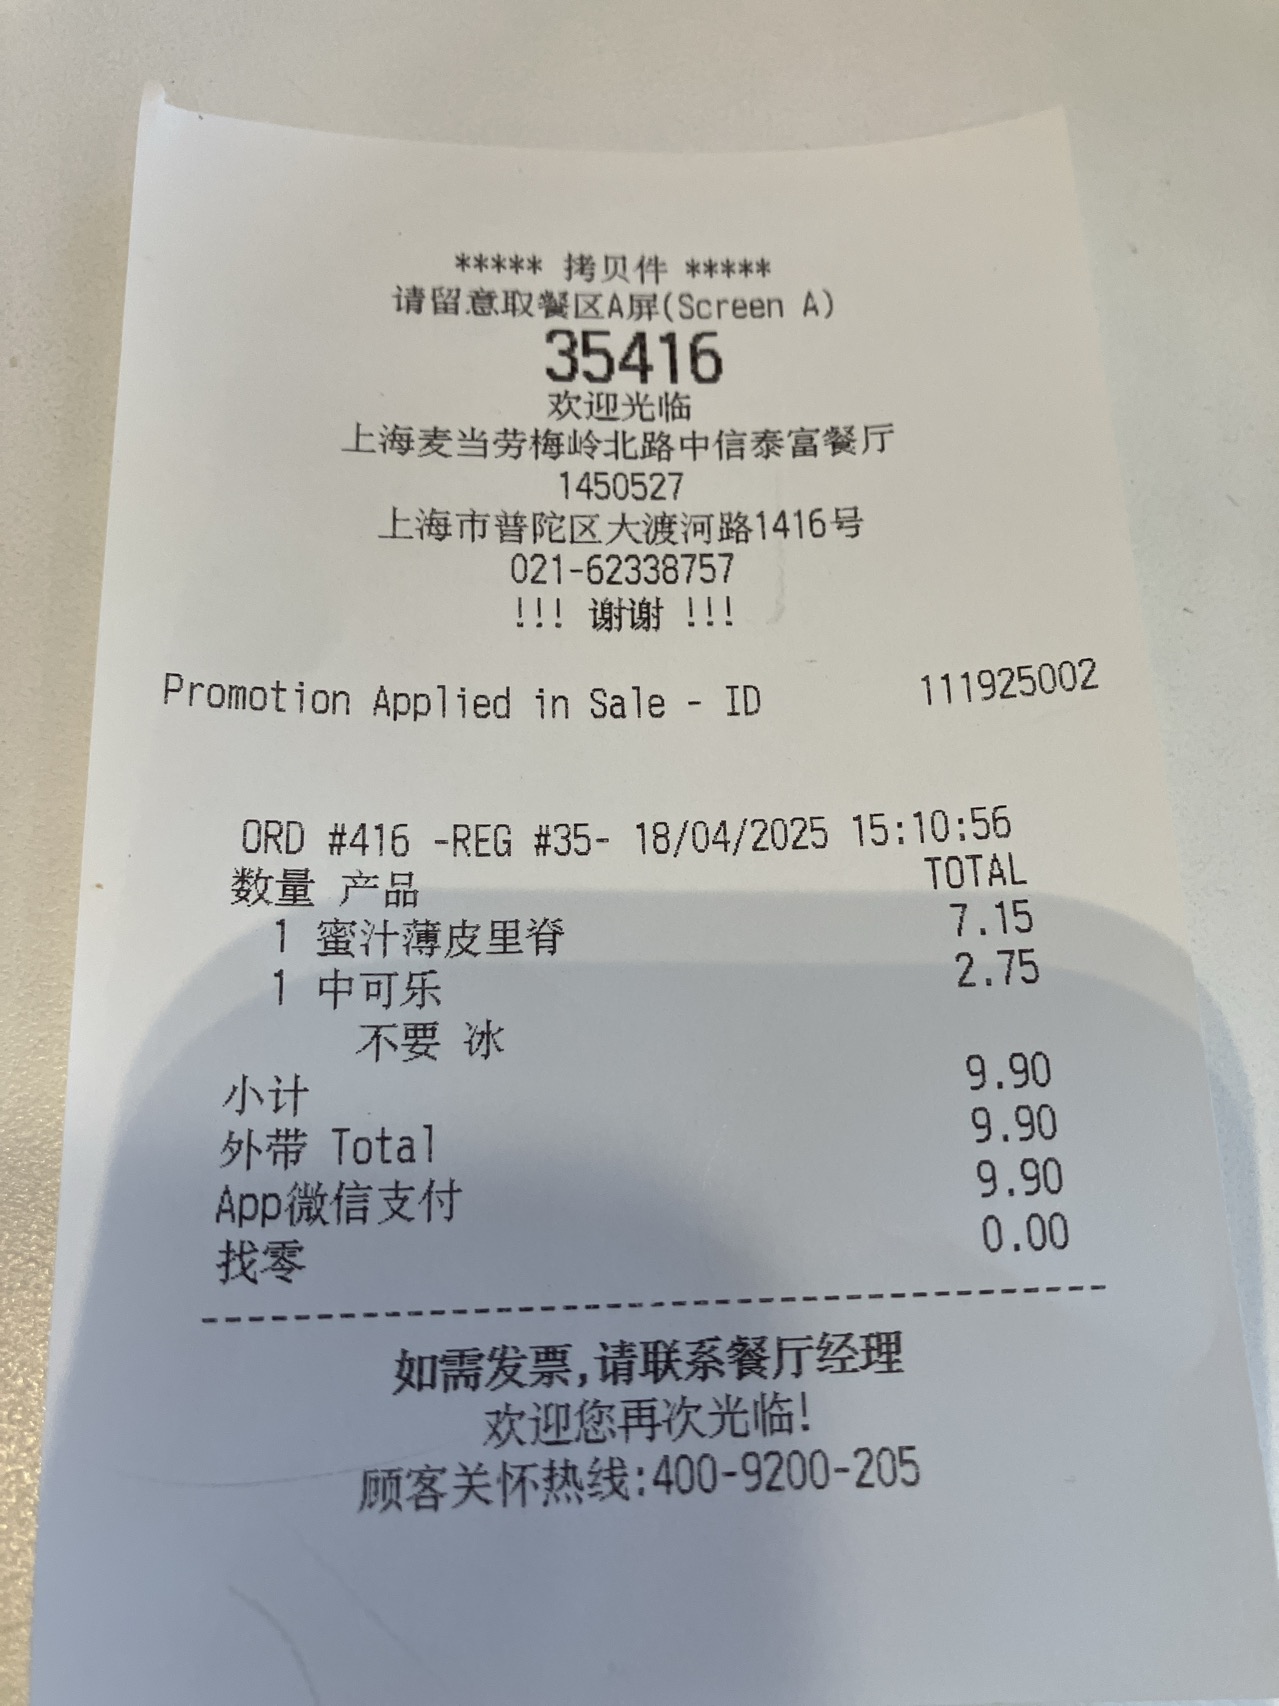 ***** 拷贝件 *****
请留意取餐区A屏(Screen A)
35416
欢迎光临
上海麦当劳梅岭北路中信泰富餐厅
1450527
上海市普陀区大渡河路1416号
021-62338757
!!! 谢谢 !!!
Promotion Applied in Sale - ID 111925002
ORD #416 -REG #35- 18/04/2025 15:10:56
数量 产品 TOTAL
1 蜜汁薄皮里脊 7.15
1 中可乐 2.75
不要 冰
小计 9.90
外带 Total 9.90
App微信支付 9.90
找零 0.00
如需发票,请联系餐厅经理
欢迎您再次光临!
顾客关怀热线:400-9200-205